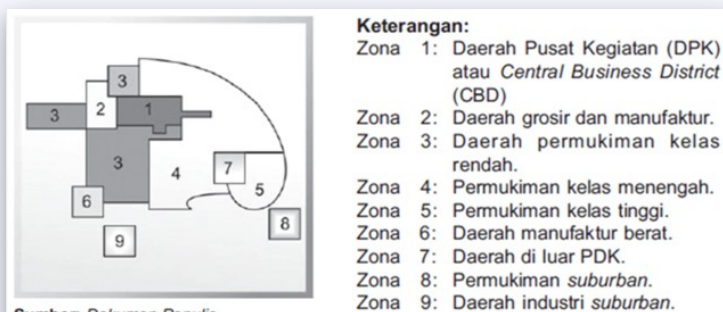 3
3
2
1
3
4
7
5
6
8
9
Keterangan:
Zona 1: Daerah Pusat Kegiatan (DPK)
atau Central Business District
(CBD)
Zona 2: Daerah grosir dan manufaktur.
Zona 3: Daerah permukiman kelas
rendah.
Zona 4: Permukiman kelas menengah.
Zona 5: Permukiman kelas tinggi.
Zona 6: Daerah manufaktur berat.
Zona 7: Daerah di luar PDK.
Zona 8: Permukiman suburban.
Zona 9: Daerah industri suburban.